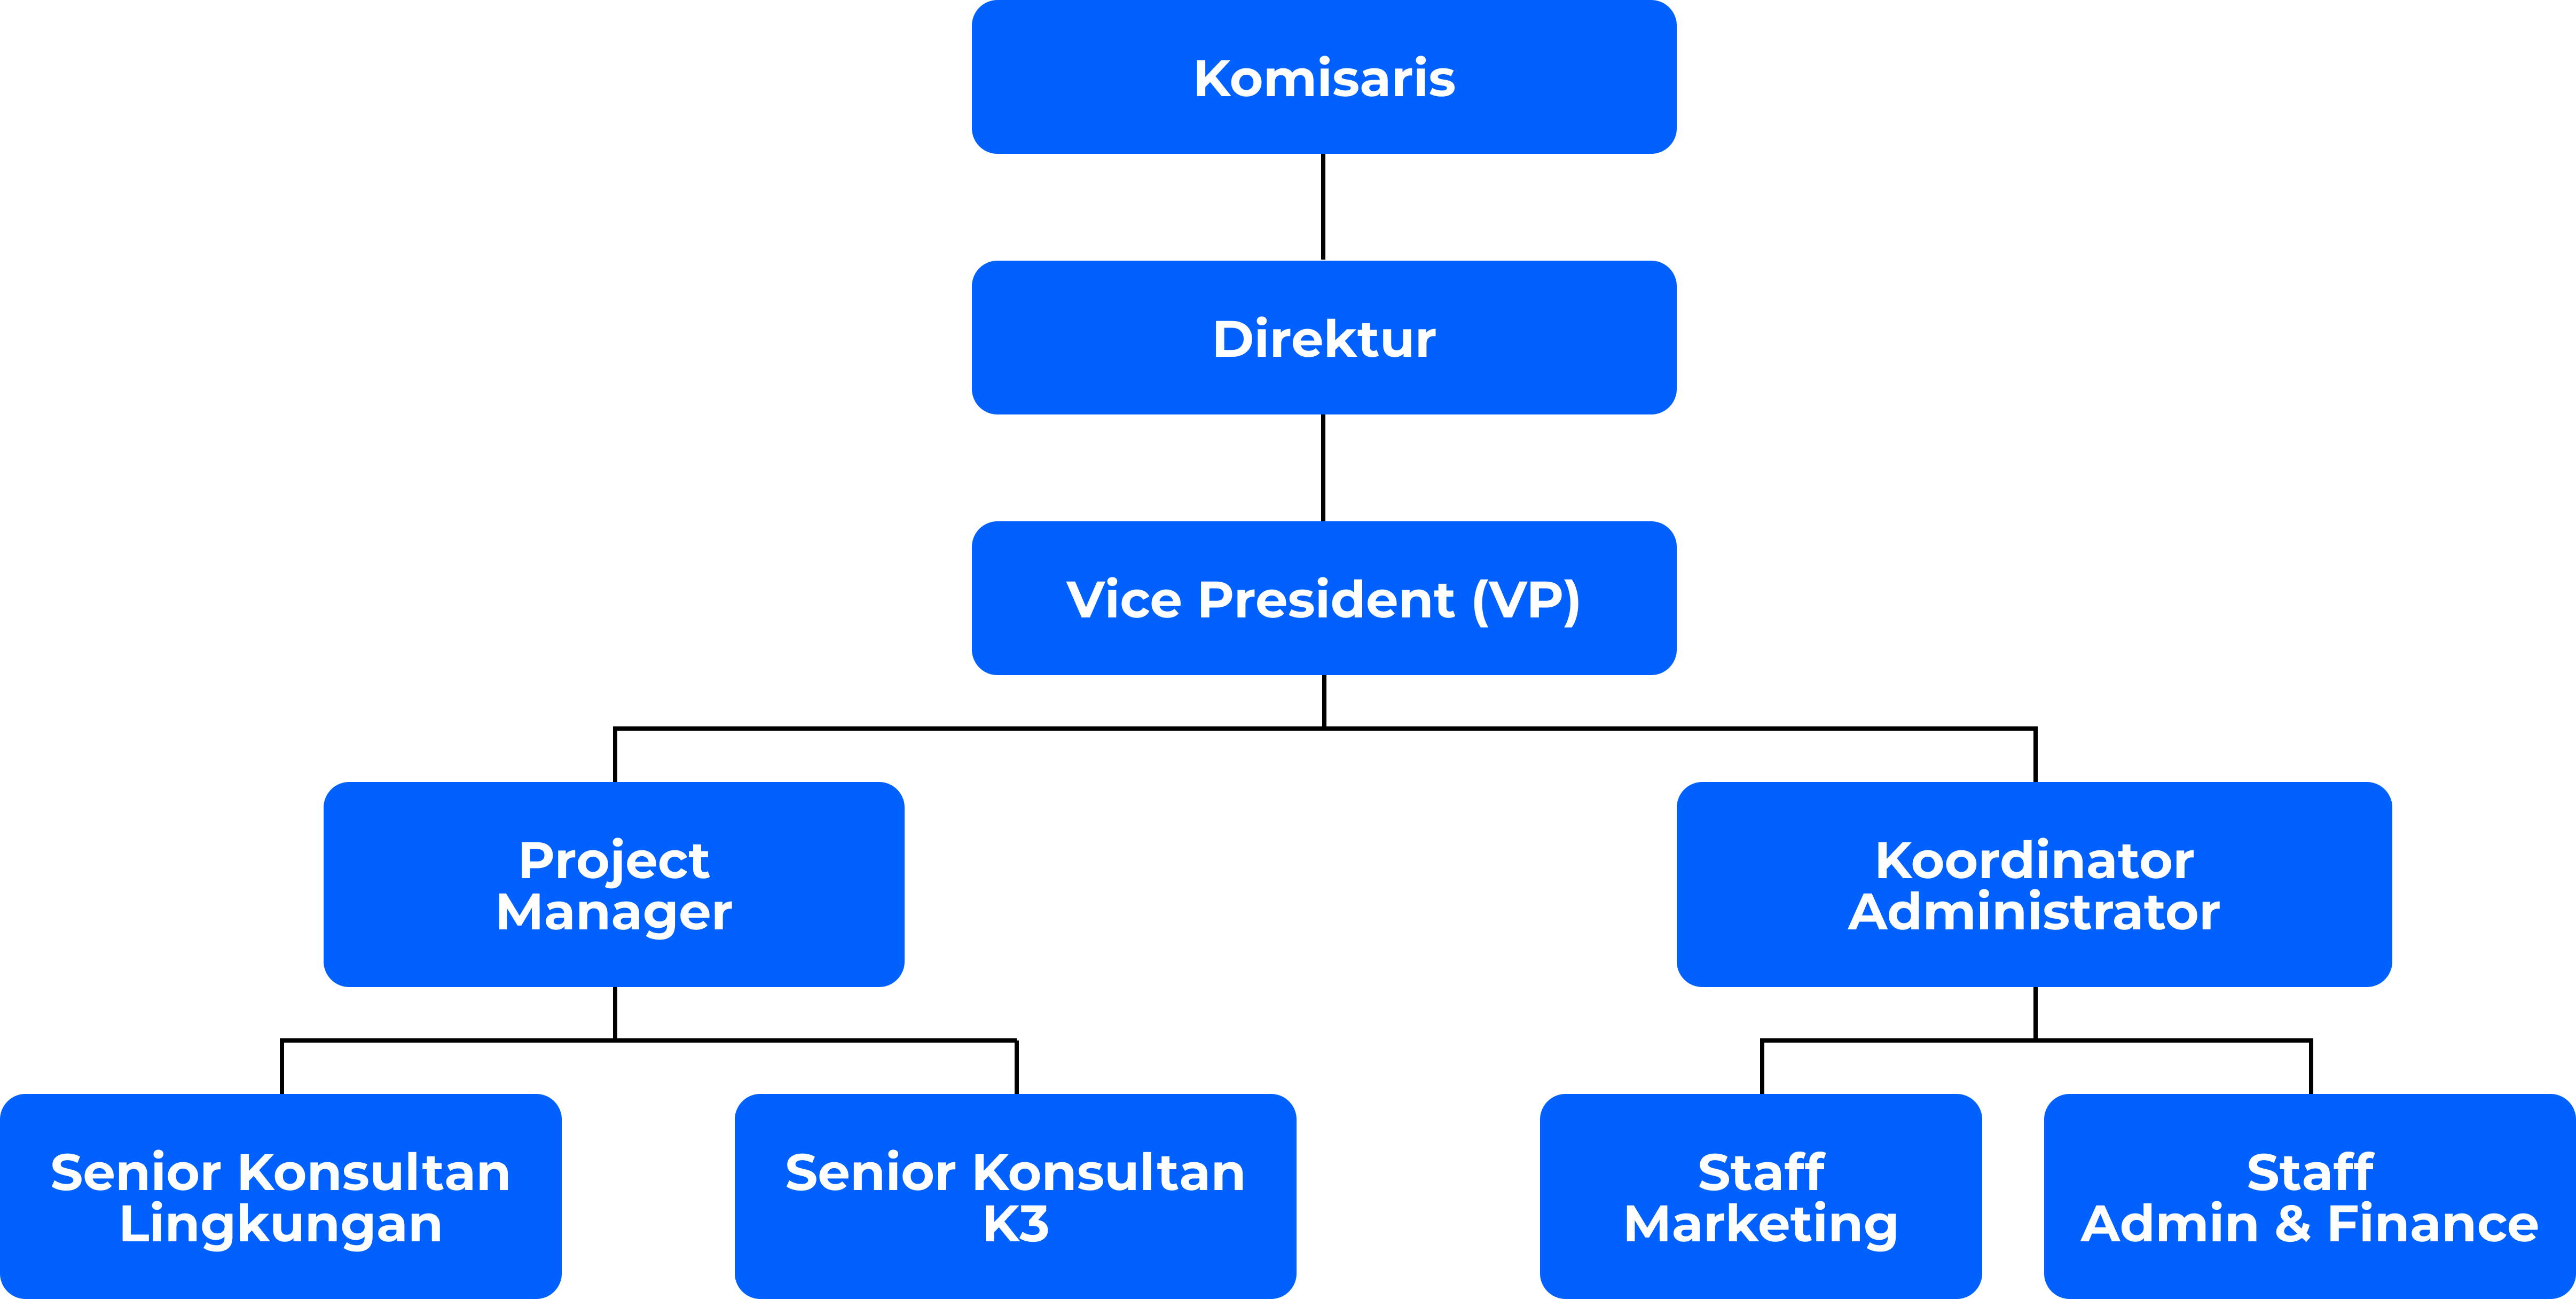 Komisaris
Direktur
Vice President (VP)
Project
Manager
Koordinator
Administrator
Senior Konsultan
Lingkungan
Senior Konsultan
K3
Staff
Marketing
Staff
Admin & Finance